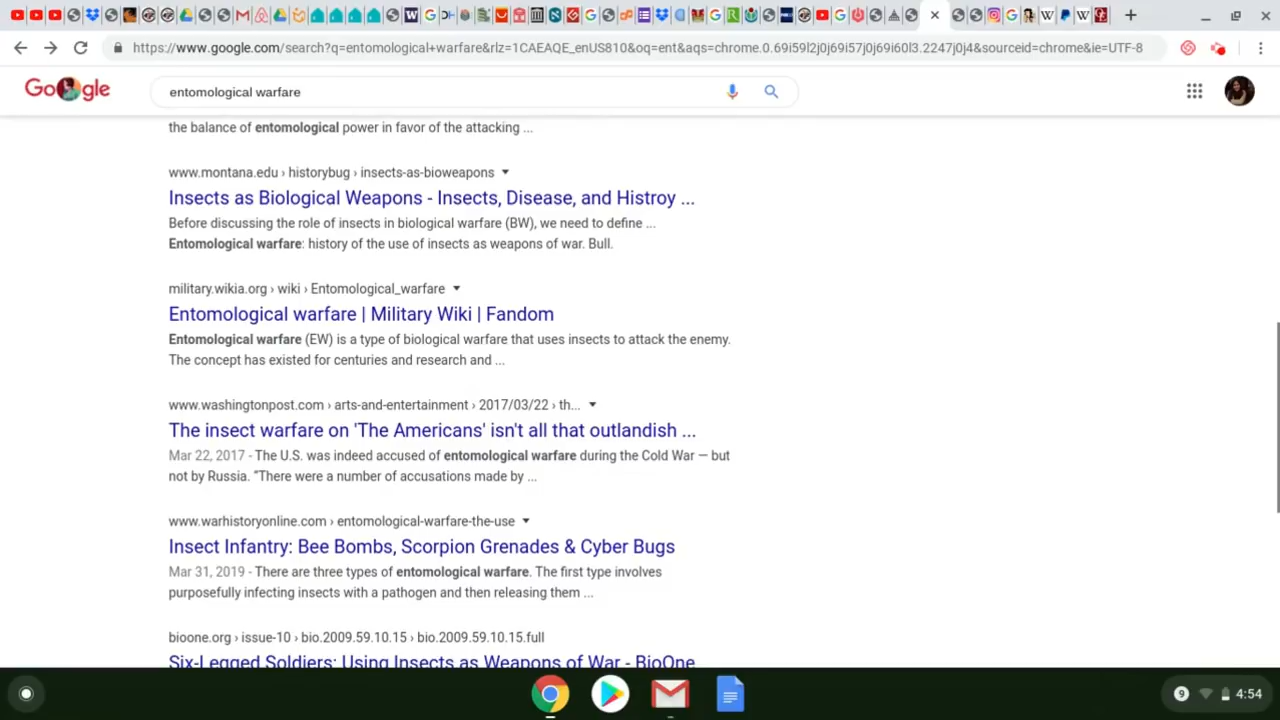 https://www.google.com/search?q=entomological+warfare&rlz=1CAEAQE_enUS810&oq=ent&aqs=chrome.0.69i59l2j0j69i57j0j69i60l3.2247j0j4&sourceid=chrome&ie=UTF-8
entomological warfare
the balance of entomological power in favor of the attacking ...
www.montana.edu › historybug › insects-as-bioweapons
Insects as Biological Weapons - Insects, Disease, and Histroy ...
Before discussing the role of insects in biological warfare (BW), we need to define ...
Entomological warfare: history of the use of insects as weapons of war. Bull.
military.wikia.org › wiki › Entomological_warfare
Entomological warfare | Military Wiki | Fandom
Entomological warfare (EW) is a type of biological warfare that uses insects to attack the enemy.
The concept has existed for centuries and research and ...
www.washingtonpost.com › arts-and-entertainment › 2017/03/22 › th...
The insect warfare on 'The Americans' isn't all that outlandish ...
Mar 22, 2017 - The U.S. was indeed accused of entomological warfare during the Cold War — but
not by Russia. “There were a number of accusations made by ...
www.warhistoryonline.com › entomological-warfare-the-use
Insect Infantry: Bee Bombs, Scorpion Grenades & Cyber Bugs
Mar 31, 2019 - There are three types of entomological warfare. The first type involves
purposefully infecting insects with a pathogen and then releasing them ...
bioone.org › issue-10 › bio.2009.59.10.15 › bio.2009.59.10.15.full
Six-Legged Soldiers: Using Insects as Weapons of War - BioOne
9 4:54